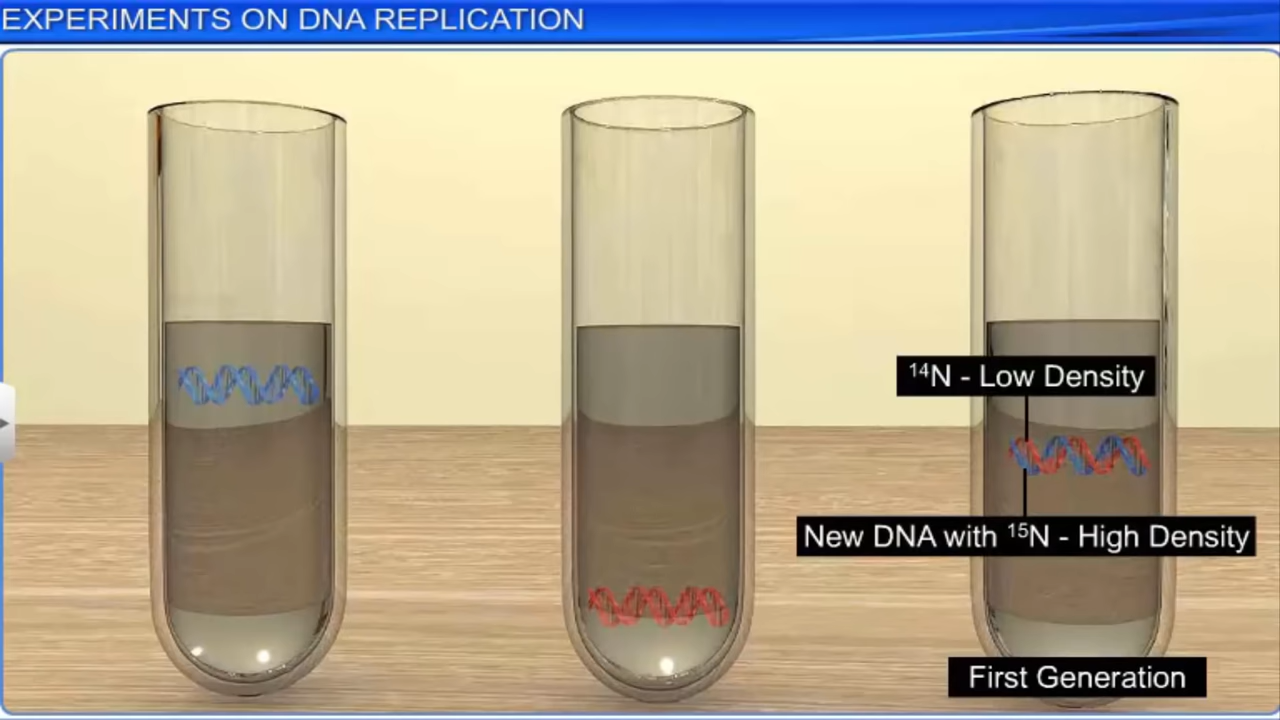 EXPERIMENTS ON DNA REPLICATION
¹⁴N - Low Density
New DNA with ¹⁵N - High Density
First Generation